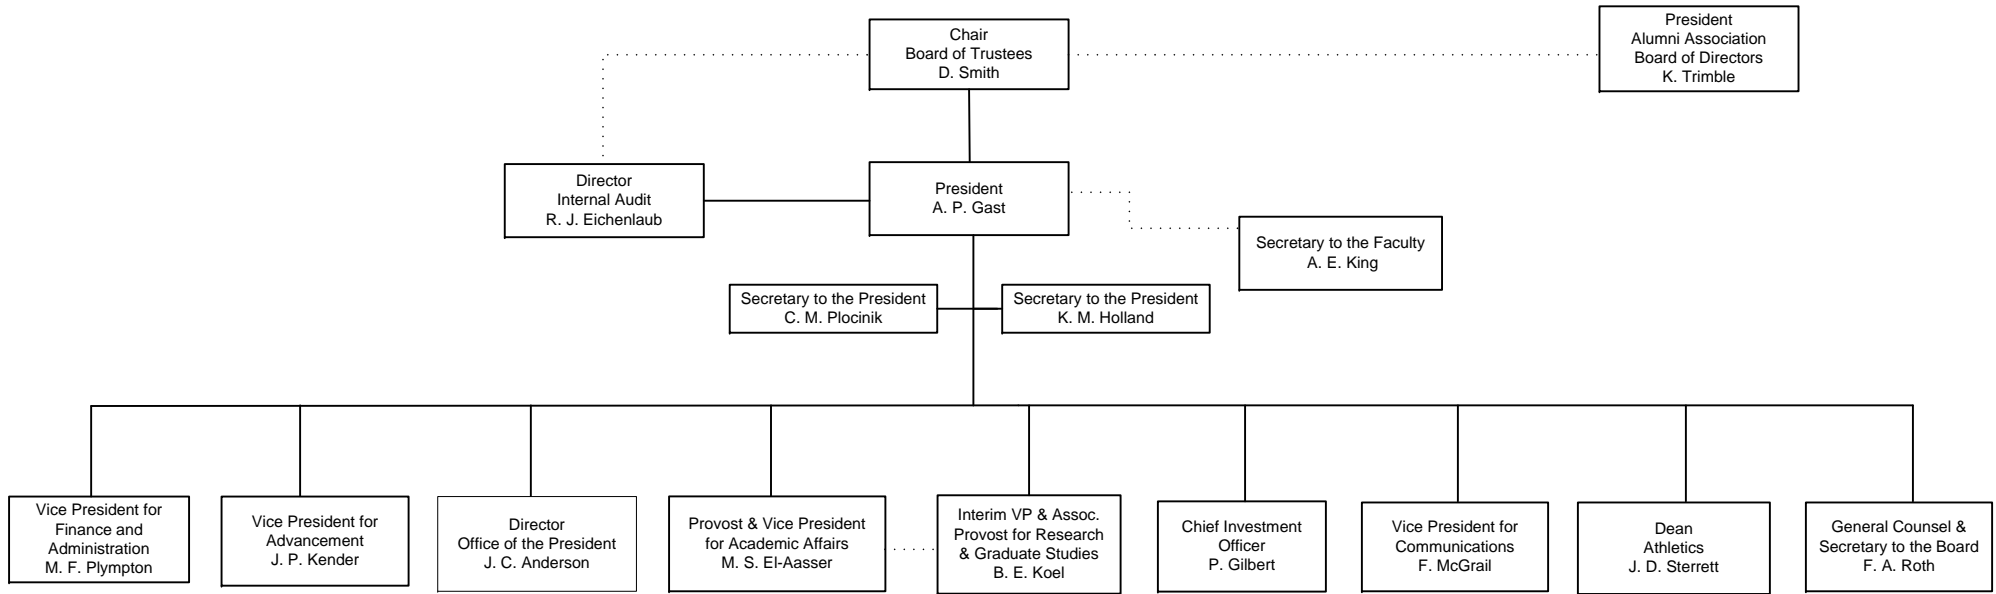 Chair
Board of Trustees
D. Smith
President
Alumni Association
Board of Directors
K. Trimble
Director
Internal Audit
R. J. Eichenlaub
President
A. P. Gast
Secretary to the Faculty
A. E. King
Secretary to the President
C. M. Plocinik
Secretary to the President
K. M. Holland
Vice President for
Finance and
Administration
M. F. Plympton
Vice President for
Advancement
J. P. Kender
Director
Office of the President
J. C. Anderson
Provost & Vice President
for Academic Affairs
M. S. El-Aasser
Interim VP & Assoc.
Provost for Research
& Graduate Studies
B. E. Koel
Chief Investment
Officer
P. Gilbert
Vice President for
Communications
F. McGrail
Dean
Athletics
J. D. Sterrett
General Counsel &
Secretary to the Board
F. A. Roth